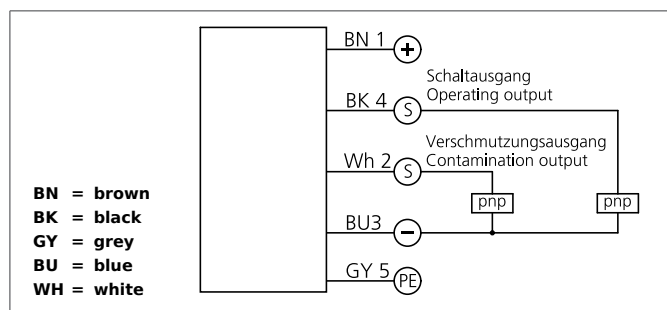 BN 1 +
Schaltausgang
Operating output
BK 4 S
Verschmutzungsausgang
Contamination output
Wh 2 S
pnp pnp
BU3 −
GY 5 PE
BN = brown
BK = black
GY = grey
BU = blue
WH = white